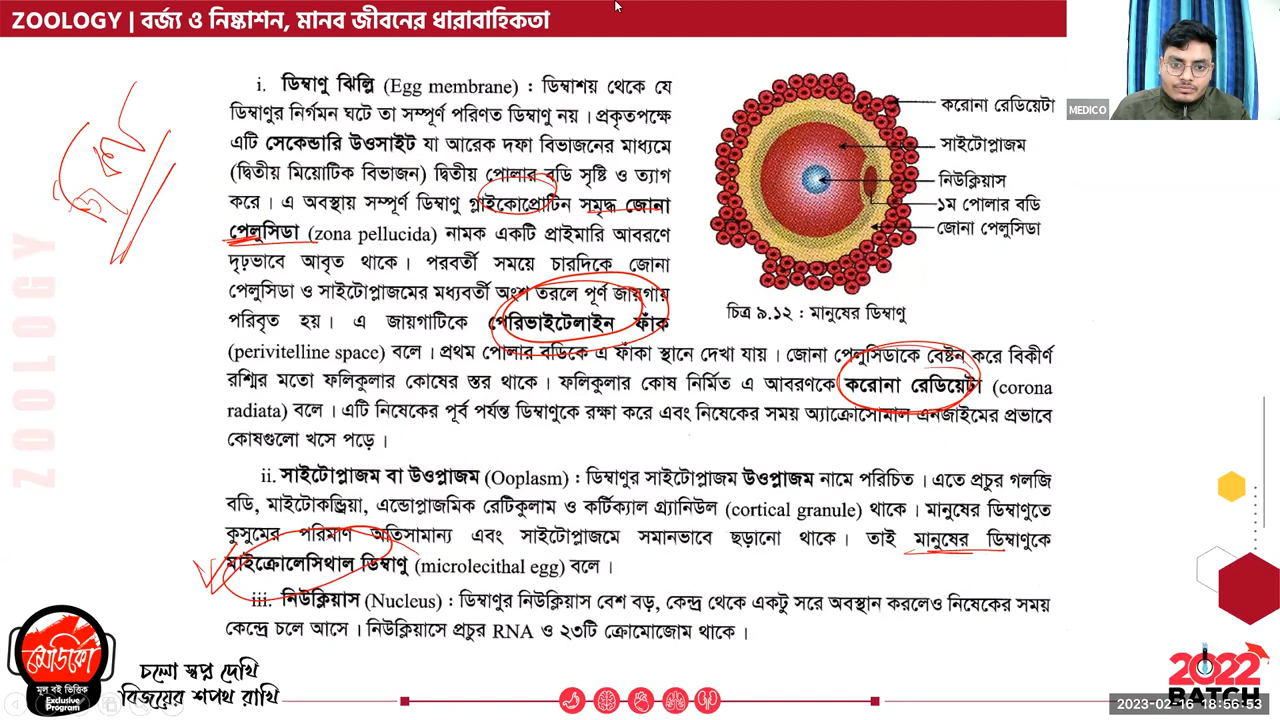 ZOOLOGY | বর্জ্য ও নিষ্কাশন, মানব জীবনের ধারাবাহিকতা
MEDICO
i. ডিম্বাণু ঝিল্লি (Egg membrane) : ডিম্বাশয় থেকে যে
ডিম্বাণুর নির্গমন ঘটে তা সম্পূর্ণ পরিণত ডিম্বাণু নয়। প্রকৃতপক্ষে
এটি সেকেন্ডারি উওসাইট যা আরেক দফা বিভাজনের মাধ্যমে
(দ্বিতীয় মিয়োটিক বিভাজন) দ্বিতীয় পোলার বডি সৃষ্টি ও ত্যাগ
করে। এ অবস্থায় সম্পূর্ণ ডিম্বাণু গ্লাইকোপ্রোটিন সমৃদ্ধ জোনা
পেলুসিডা (zona pellucida) নামক একটি প্রাইমারি আবরণে
দৃঢ়ভাবে আবৃত থাকে। পরবর্তী সময়ে চারদিকে জোনা
পেলুসিডা ও সাইটোপ্লাজমের মধ্যবর্তী অংশ তরলে পূর্ণ জায়গায়
পরিবৃত হয়। এ জায়গাটিকে পেরিভাইটেলাইন ফাঁক
(perivitelline space) বলে। প্রথম পোলার বডিকে এ ফাঁকা স্থানে দেখা যায়। জোনা পেলুসিডাকে বেষ্টন করে বিকীর্ণ
রশ্মির মতো ফলিকুলার কোষের স্তর থাকে। ফলিকুলার কোষ নির্মিত এ আবরণকে করোনা রেডিয়েটা (corona
radiata) বলে। এটি নিষেকের পূর্ব পর্যন্ত ডিম্বাণুকে রক্ষা করে এবং নিষেকের সময় অ্যাক্রোসোমাল এনজাইমের প্রভাবে
কোষগুলো খসে পড়ে।
করোনা রেডিয়েটা
সাইটোপ্লাজম
নিউক্লিয়াস
১ম পোলার বডি
জোনা পেলুসিডা
চিত্র ৯.১২ : মানুষের ডিম্বাণু
ii. সাইটোপ্লাজম বা উওপ্লাজম (Ooplasm) : ডিম্বাণুর সাইটোপ্লাজম উওপ্লাজম নামে পরিচিত। এতে প্রচুর গলজি
বডি, মাইটোকন্ড্রিয়া, এন্ডোপ্লাজমিক রেটিকুলাম ও কর্টিক্যাল গ্র্যানিউল (cortical granule) থাকে। মানুষের ডিম্বাণুতে
কুসুমের পরিমাণ অতিসামান্য এবং সাইটোপ্লাজমে সমানভাবে ছড়ানো থাকে। তাই মানুষের ডিম্বাণুকে
মাইক্রোলেসিথাল ডিম্বাণু (microlecithal egg) বলে।
iii. নিউক্লিয়াস (Nucleus) : ডিম্বাণুর নিউক্লিয়াস বেশ বড়, কেন্দ্র থেকে একটু সরে অবস্থান করলেও নিষেকের সময়
কেন্দ্রে চলে আসে। নিউক্লিয়াসে প্রচুর RNA ও ২৩টি ক্রোমোজোম থাকে।
ZOOLOGY
মেডিকো
মূল বই ভিত্তিক
Exclusive
Program
চলো স্বপ্ন দেখি
বিজয়ের শপথ রাখি
2022
BATCH
2023-02-16 18:56:53